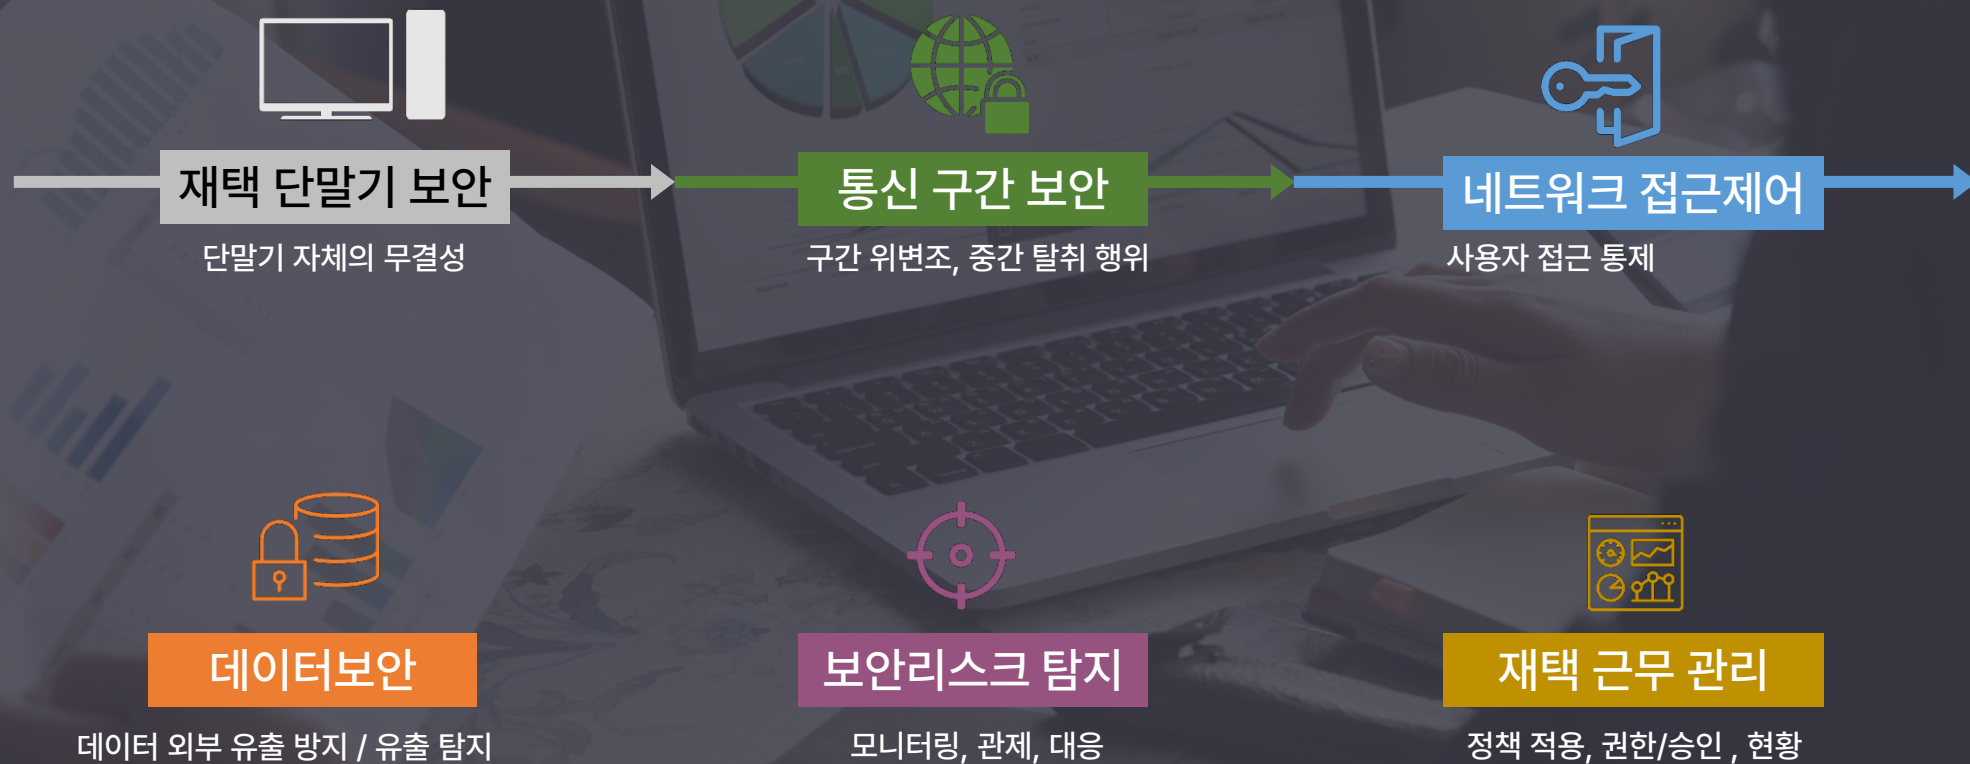 재택 단말기 보안
통신 구간 보안
네트워크 접근제어
단말기 자체의 무결성
구간 위변조, 중간 탈취 행위
사용자 접근 통제
데이터보안
보안리스크 탐지
재택 근무 관리
데이터 외부 유출 방지 / 유출 탐지
모니터링, 관제, 대응
정책 적용, 권한/승인 , 현황